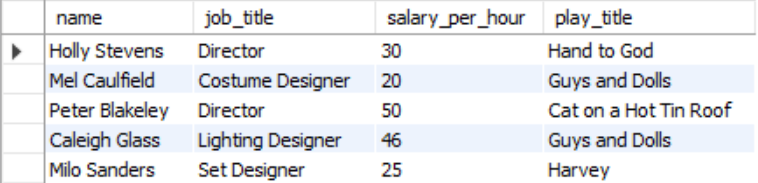 name job_title salary_per_hour play_title
Holly Stevens Director 30 Hand to God
Mel Caulfield Costume Designer 20 Guys and Dolls
Peter Blakeley Director 50 Cat on a Hot Tin Roof
Caleigh Glass Lighting Designer 46 Guys and Dolls
Milo Sanders Set Designer 25 Harvey